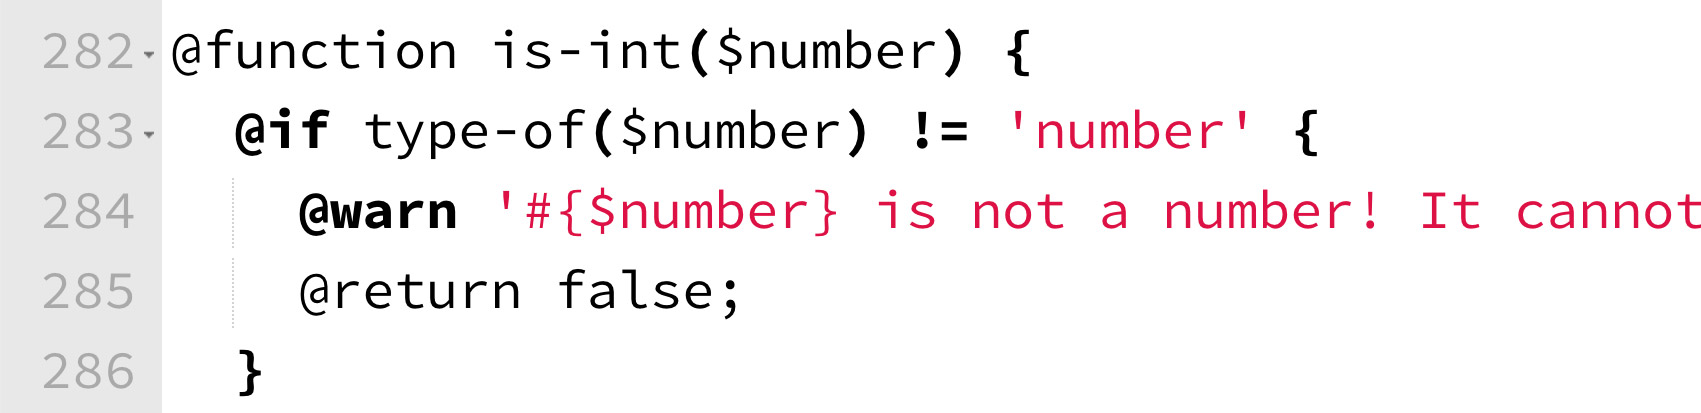 282 @function is-int($number) {
283 @if type-of($number) != 'number' {
284 @warn '#{$number} is not a number! It cannot
285 @return false;
286 }